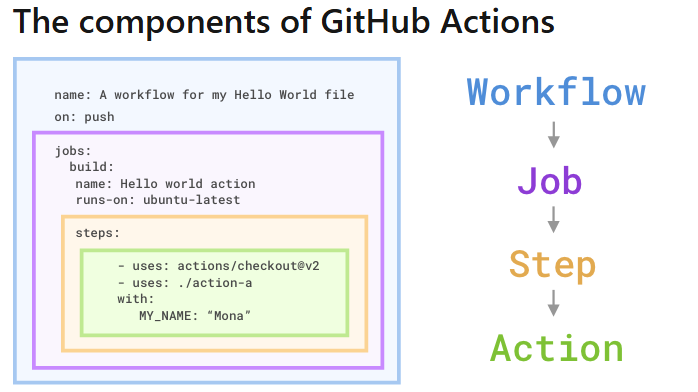 The components of GitHub Actions
name: A workflow for my Hello World file
on: push
jobs:
build:
name: Hello world action
runs-on: ubuntu-latest
steps:
- uses: actions/checkout@v2
- uses: ./action-a
with:
MY_NAME: “Mona”
Workflow
Job
Step
Action